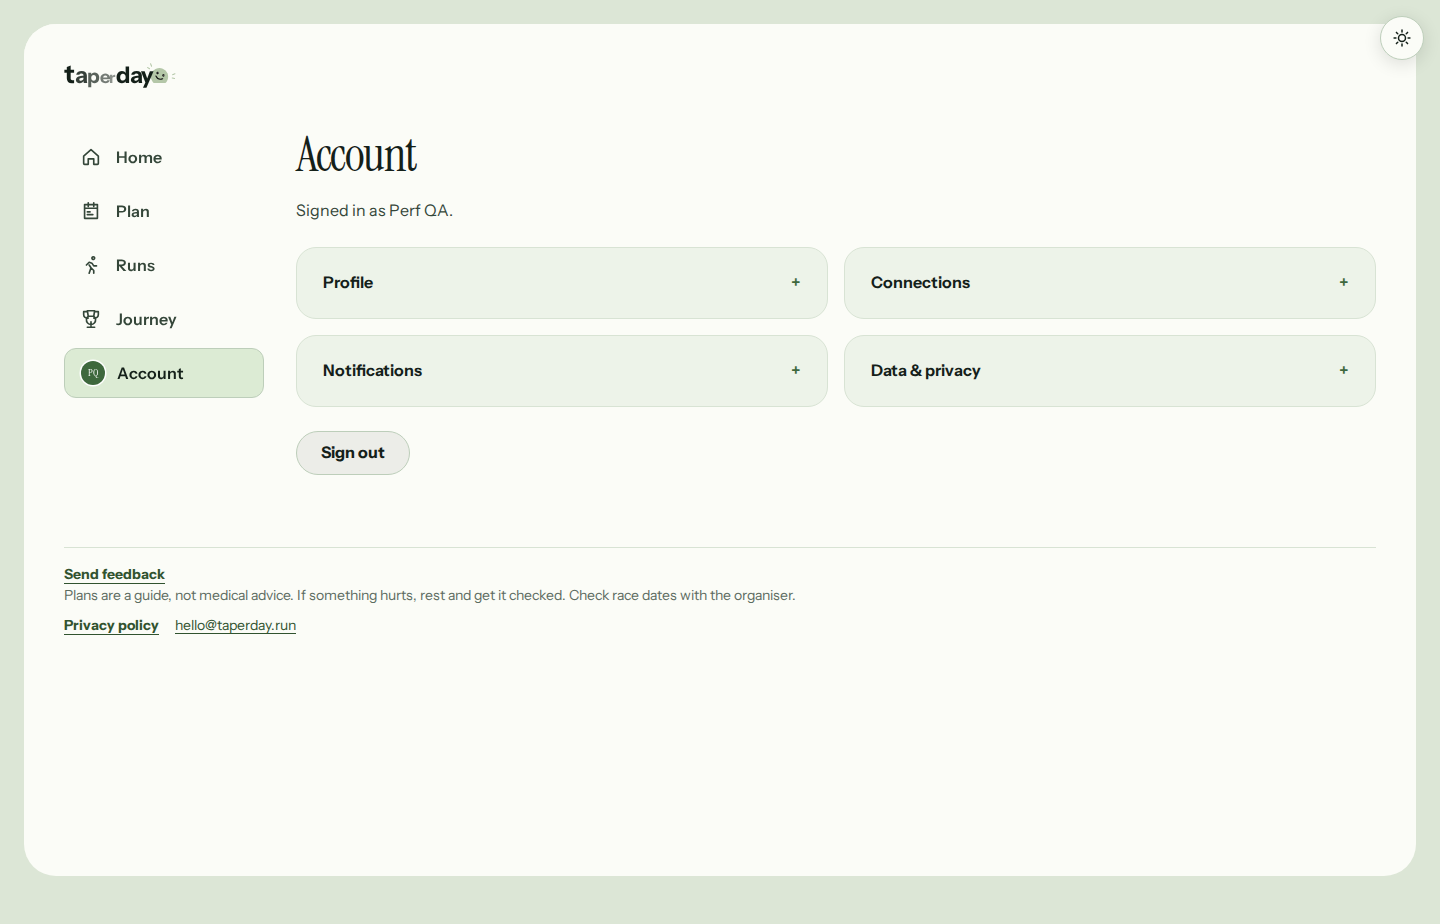 taperday
Home
Plan
Runs
Journey
PQ Account
Account
Signed in as Perf QA.
Profile +
Connections +
Notifications +
Data & privacy +
Sign out
Send feedback
Plans are a guide, not medical advice. If something hurts, rest and get it checked. Check race dates with the organiser.
Privacy policy hello@taperday.run